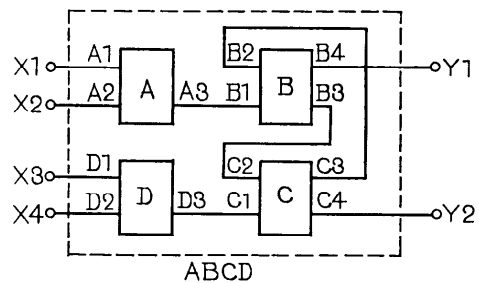 B2 B4
X1 A1 Y1
A B
X2 A2 A3 B1 B3
X3 D1 C2 C3
D C
X4 D2 D3 C1 C4 Y2
ABCD